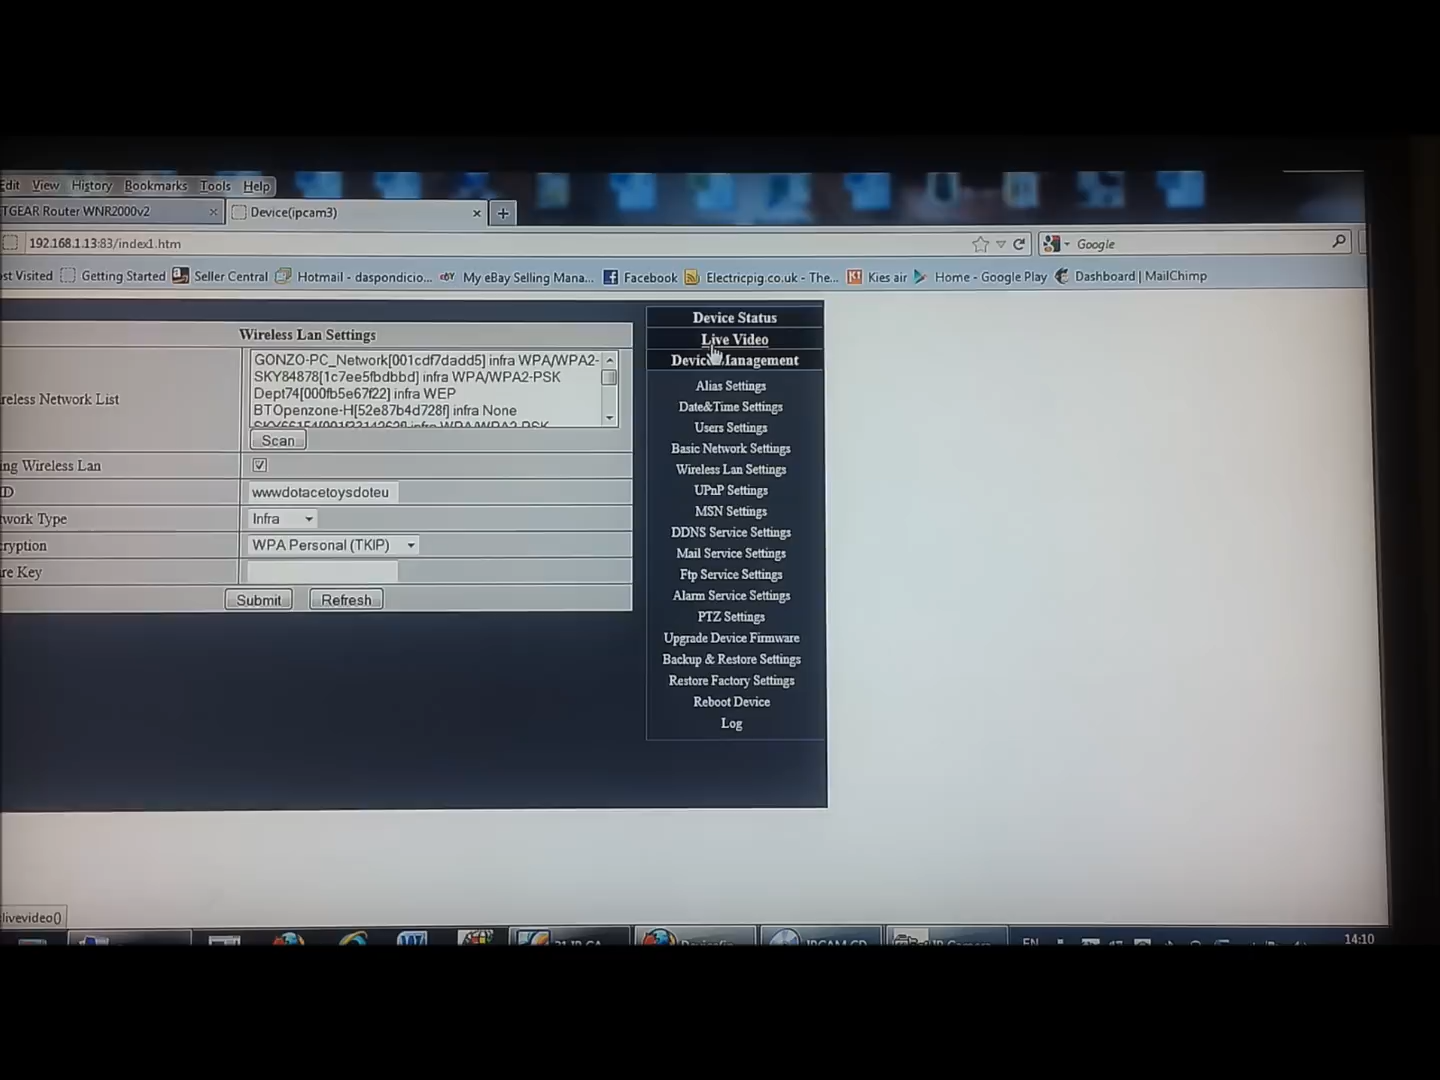 Edit View History Bookmarks Tools Help
TGEAR Router WNR2000v2 × Device(ipcam3) × +
192.168.1.13:83/index1.htm Google
st Visited Getting Started Seller Central Hotmail - daspondicio... My eBay Selling Mana... Facebook Electricpig.co.uk - The... Kies air Home - Google Play Dashboard | MailChimp
Wireless Lan Settings
reless Network List
GONZO-PC_Network[001cdf7dadd5] infra WPA/WPA2-
SKY84878[1c7ee5fbdbbd] infra WPA/WPA2-PSK
Dept74[000fb5e67f22] infra WEP
BTOpenzone-H[52e87b4d728f] infra None
Scan
ng Wireless Lan
ID wwwdotacetoysdoteu
work Type Infra
ryption WPA Personal (TKIP)
re Key
Submit Refresh
Device Status
Live Video
Device Management
Alias Settings
Date&Time Settings
Users Settings
Basic Network Settings
Wireless Lan Settings
UPnP Settings
MSN Settings
DDNS Service Settings
Mail Service Settings
Ftp Service Settings
Alarm Service Settings
PTZ Settings
Upgrade Device Firmware
Backup & Restore Settings
Restore Factory Settings
Reboot Device
Log
livevideo()
EN 14:10